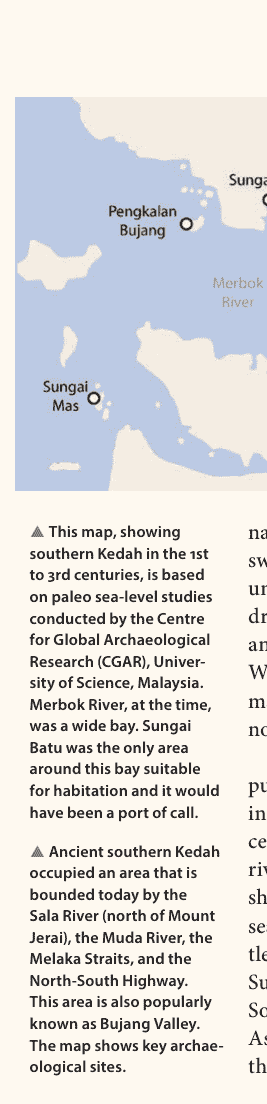 Sunga
Pengkalan
Bujang
Merbok
River
Sungai
Mas
This map, showing
southern Kedah in the 1st
to 3rd centuries, is based
on paleo sea-level studies
conducted by the Centre
for Global Archaeological
Research (CGAR), Univer-
sity of Science, Malaysia.
Merbok River, at the time,
was a wide bay. Sungai
Batu was the only area
around this bay suitable
for habitation and it would
have been a port of call.
Ancient southern Kedah
occupied an area that is
bounded today by the
Sala River (north of Mount
Jerai), the Muda River, the
Melaka Straits, and the
North-South Highway.
This area is also popularly
known as Bujang Valley.
The map shows key archae-
ological sites.
na
sw
un
dr
an
W
ma
no
pu
in
ce
riv
sh
sea
tle
Su
So
As
th